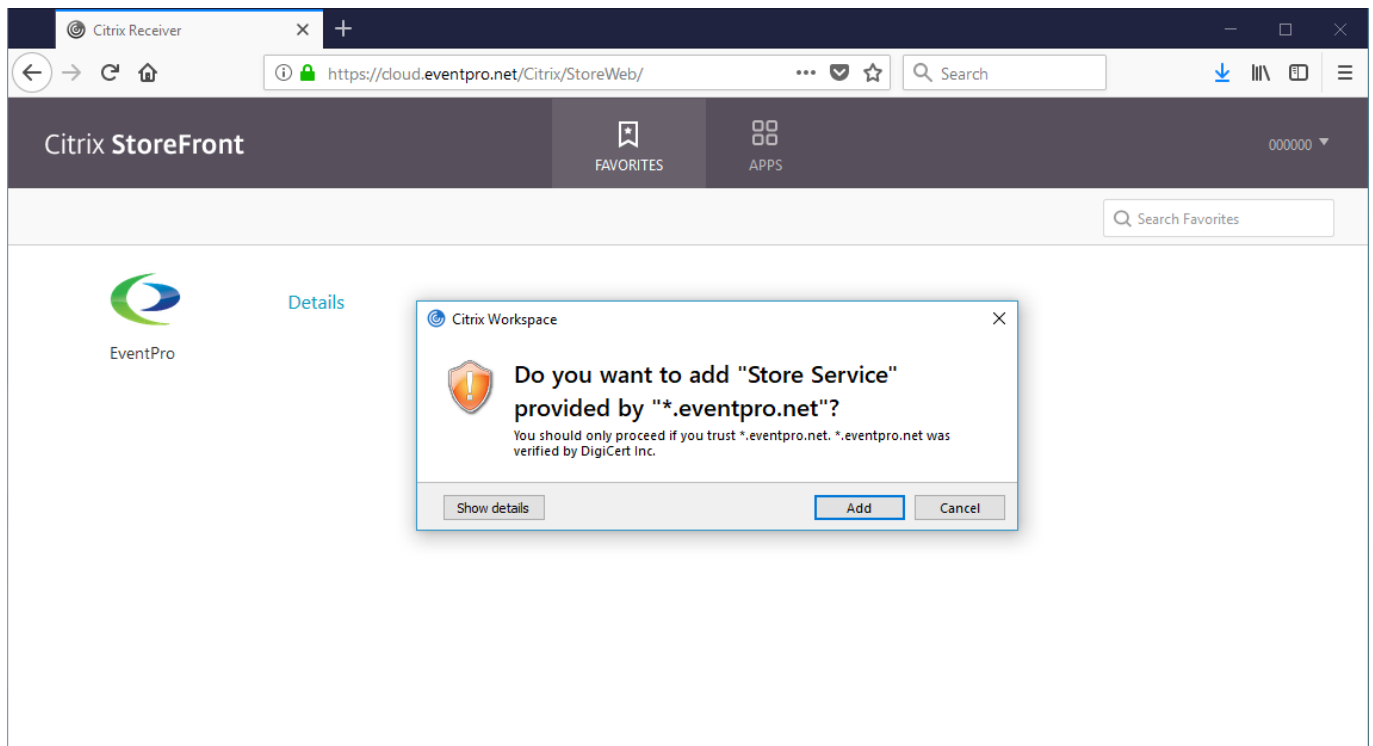 Citrix Receiver
https://cloud.eventpro.net/Citrix/StoreWeb/
Search
Citrix StoreFront
FAVORITES
APPS
000000
Search Favorites
EventPro
Details
Citrix Workspace
Do you want to add "Store Service"
provided by "*.eventpro.net"?
You should only proceed if you trust *.eventpro.net. *.eventpro.net was
verified by DigiCert Inc.
Show details
Add
Cancel